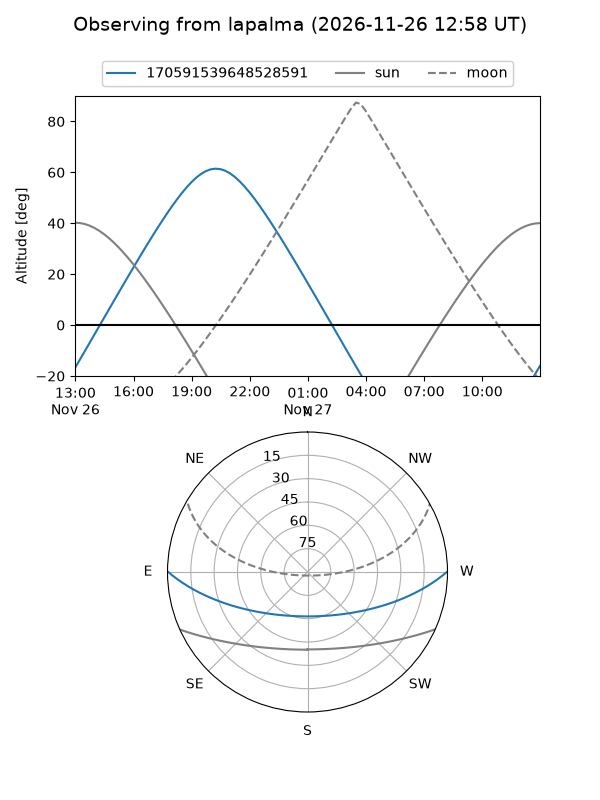 Observing from lapalma (2026-11-26 12:58 UT)
170591539648528591 sun moon
80
60
40
20
0
−20
Altitude [deg]
13:00 16:00 19:00 22:00 01:00 04:00 07:00 10:00
Nov 26 Nov 27
N
NE NW
15
30
45
60
75
E W
SE SW
S